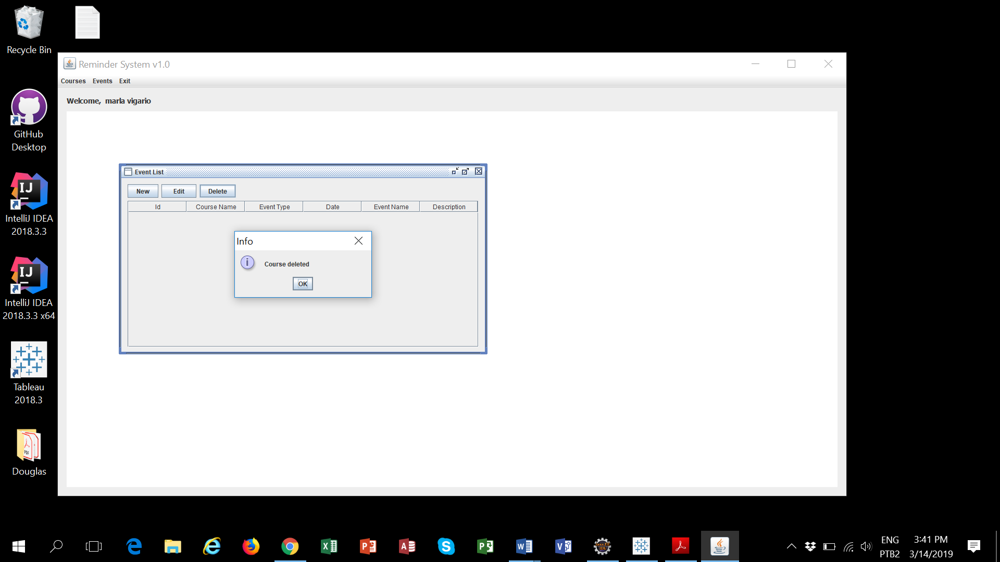 Recycle Bin
GitHub
Desktop
IntelliJ IDEA
2018.3.3
IntelliJ IDEA
2018.3.3 x64
Tableau
2018.3
Douglas
Reminder System v1.0
Courses Events Exit
Welcome, marla vigario
Event List
New Edit Delete
Id Course Name Event Type Date Event Name Description
Info
Course deleted
OK
ENG
PTB2
3:41 PM
3/14/2019